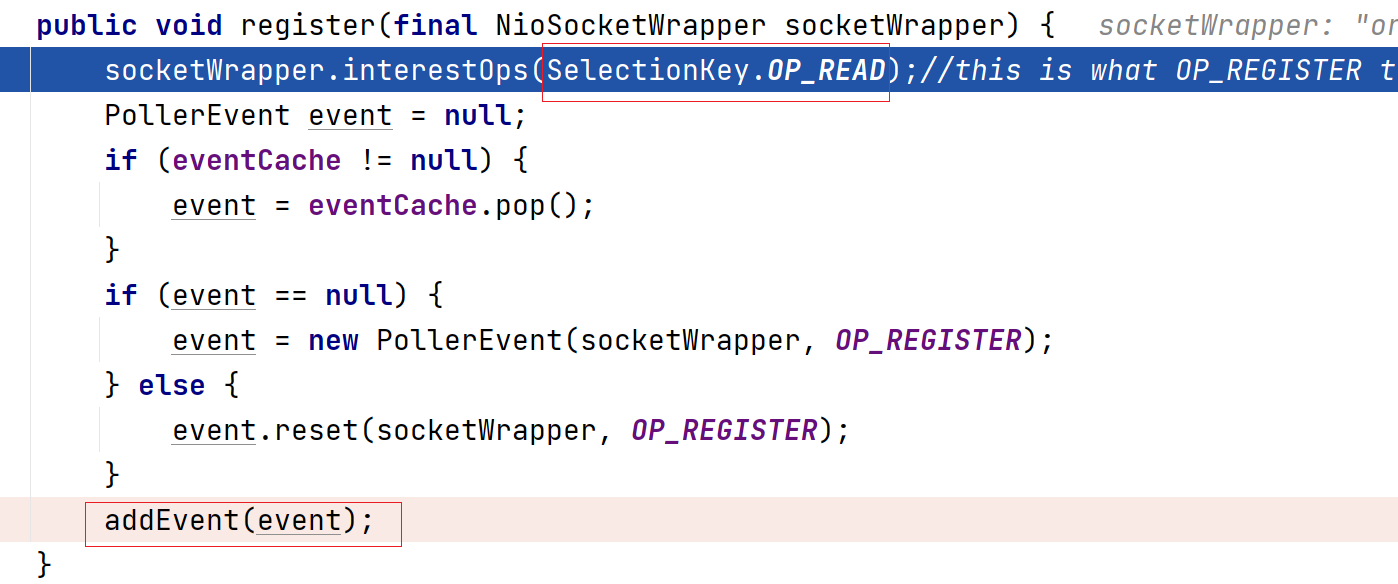 public void register(final NioSocketWrapper socketWrapper) {  socketWrapper: "or
    socketWrapper.interestOps(SelectionKey.OP_READ);//this is what OP_REGISTER t
    PollerEvent event = null;
    if (eventCache != null) {
        event = eventCache.pop();
    }
    if (event == null) {
        event = new PollerEvent(socketWrapper, OP_REGISTER);
    } else {
        event.reset(socketWrapper, OP_REGISTER);
    }
    addEvent(event);
}